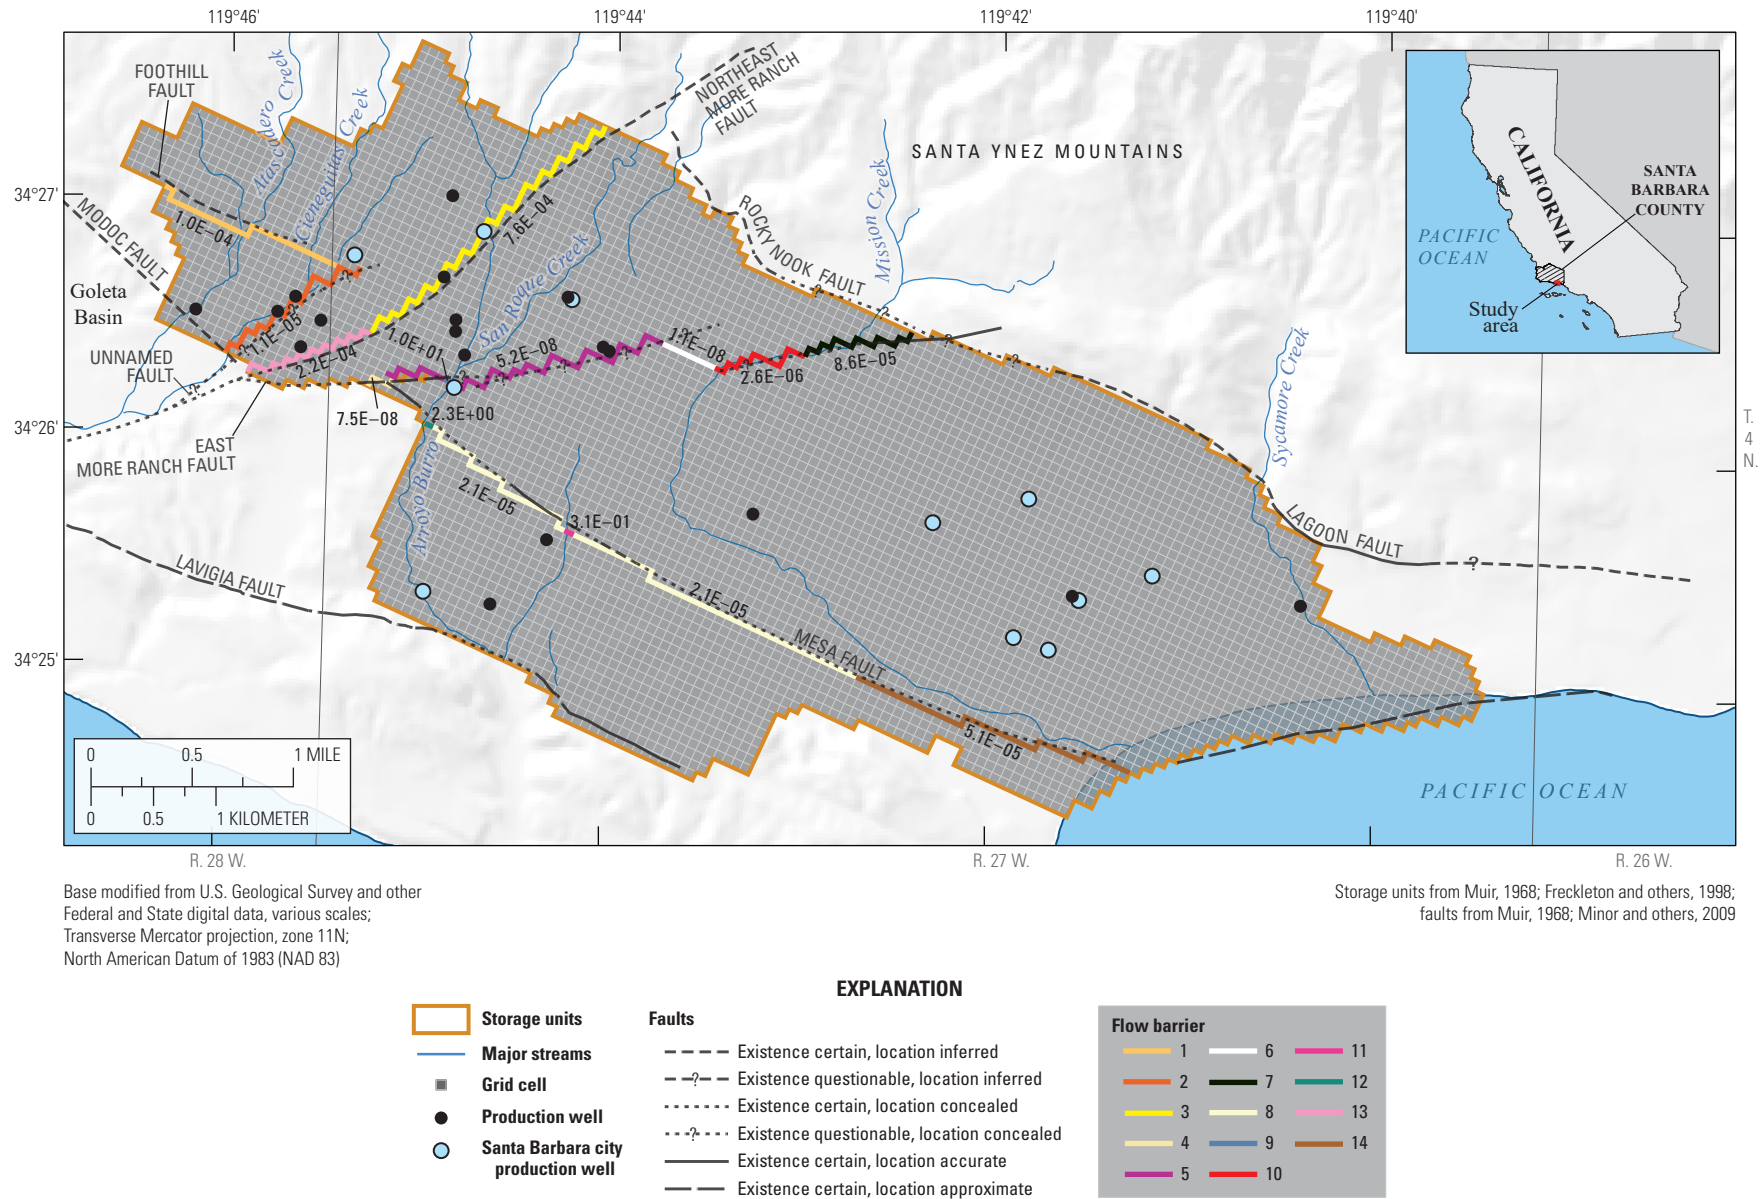 119°46'
119°44'
119°42'
119°40'
FOOTHILL
FAULT
Atascadero
Creek
Cieneguitas Creek
NORTHEAST
MORE RANCH
FAULT
SANTA YNEZ MOUNTAINS
Mission Creek
ROCKY NOOK FAULT
34°27'
34°26'
34°25'
MODOC FAULT
Goleta
Basin
UNNAMED
FAULT
EAST
MORE RANCH FAULT
LAVIGIA FAULT
San Roque Creek
Arroyo Burro
Sycamore Creek
LAGOON FAULT
MESA FAULT
1.0E–04
1.1E–05
2.2E–04
7.6E–04
1.0E+01
5.2E–08
1.1E–08
2.6E–06
8.6E–05
7.5E–08
2.3E+00
2.1E–05
3.1E–01
2.1E–05
5.1E–05
?
?
?
?
?
?
?
?
?
?
?
?
?
?
CALIFORNIA
SANTA
BARBARA
COUNTY
PACIFIC
OCEAN
Study
area
T.
4
N.
PACIFIC OCEAN
0 0.5 1 MILE
0 0.5 1 KILOMETER
R. 28 W.
R. 27 W.
R. 26 W.
Base modified from U.S. Geological Survey and other
Federal and State digital data, various scales;
Transverse Mercator projection, zone 11N;
North American Datum of 1983 (NAD 83)
Storage units from Muir, 1968; Freckleton and others, 1998;
faults from Muir, 1968; Minor and others, 2009
EXPLANATION
Storage units
Major streams
Grid cell
Production well
Santa Barbara city
production well
Faults
Existence certain, location inferred
? Existence questionable, location inferred
Existence certain, location concealed
? Existence questionable, location concealed
Existence certain, location accurate
Existence certain, location approximate
Flow barrier
1 6 11
2 7 12
3 8 13
4 9 14
5 10